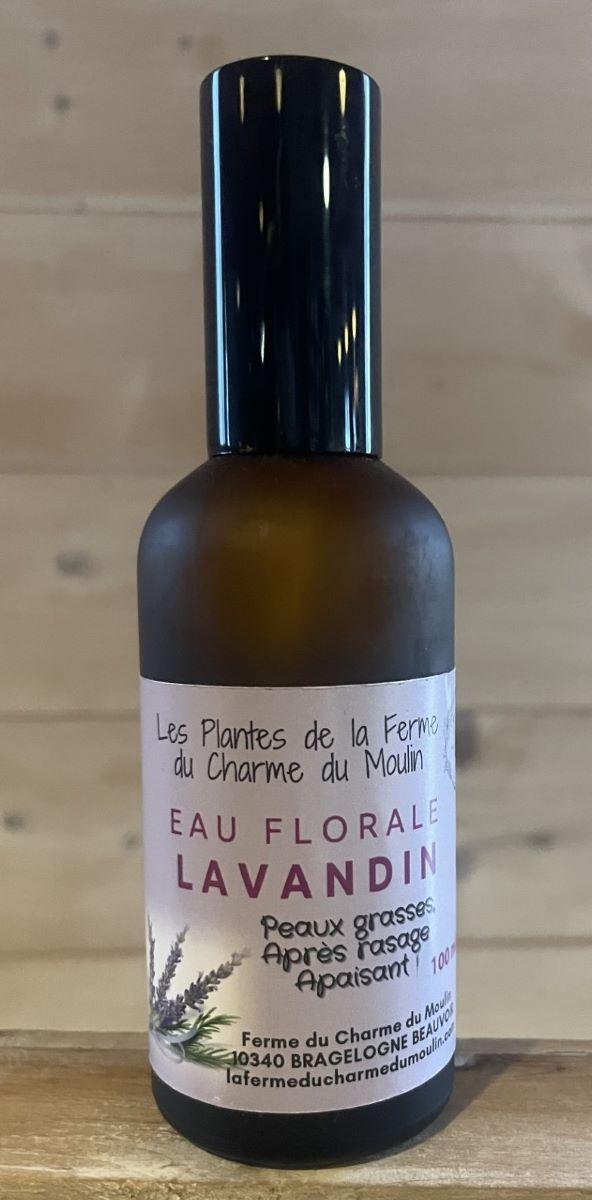 Les Plantes de la Ferme
du Charme du Moulin
EAU FLORALE
LAVANDIN
Peaux grasses,
Après rasage
Apaisant !
100 m
Ferme du Charme du Moulin
10340 BRAGELOGNE BEAUVOIR
lafermeducharmedumoulin.com